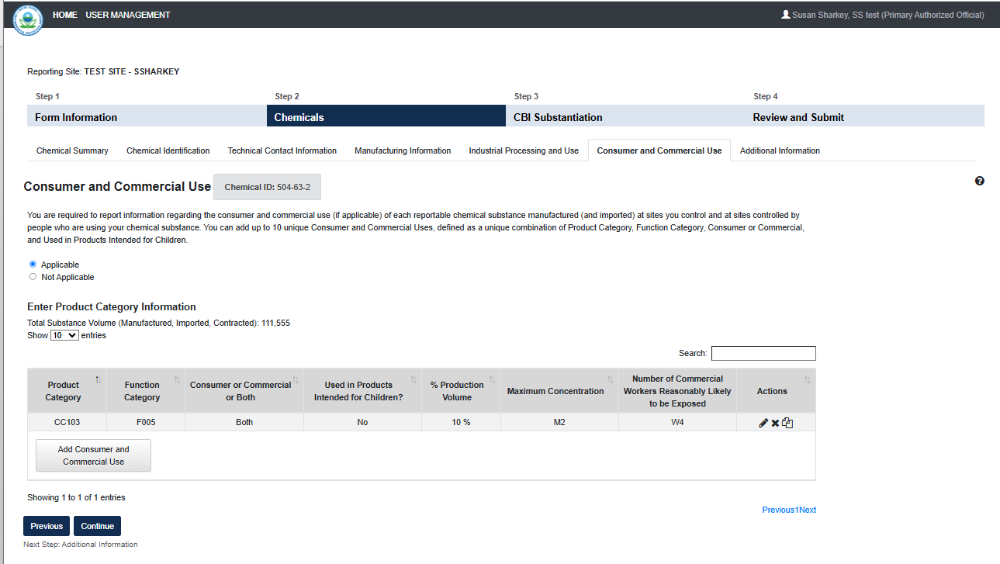 HOME USER MANAGEMENT
Susan Sharkey, SS test (Primary Authorized Official)
Reporting Site: TEST SITE - SSHARKEY
Step 1 Step 2 Step 3 Step 4
Form Information Chemicals CBI Substantiation Review and Submit
Chemical Summary Chemical Identification Technical Contact Information Manufacturing Information Industrial Processing and Use Consumer and Commercial Use Additional Information
Consumer and Commercial Use Chemical ID: 504-63-2
You are required to report information regarding the consumer and commercial use (if applicable) of each reportable chemical substance manufactured (and imported) at sites you control and at sites controlled by
people who are using your chemical substance. You can add up to 10 unique Consumer and Commercial Uses, defined as a unique combination of Product Category, Function Category, Consumer or Commercial,
and Used in Products Intended for Children.
Applicable
Not Applicable
Enter Product Category Information
Total Substance Volume (Manufactured, Imported, Contracted): 111,555
Show 10 entries
Search:
Product Category
Function Category
Consumer or Commercial or Both
Used in Products Intended for Children?
% Production Volume
Maximum Concentration
Number of Commercial Workers Reasonably Likely to be Exposed
Actions
CC103 F005 Both No 10 % M2 W4
Add Consumer and
Commercial Use
Showing 1 to 1 of 1 entries
Previous1Next
Previous Continue
Next Step: Additional Information